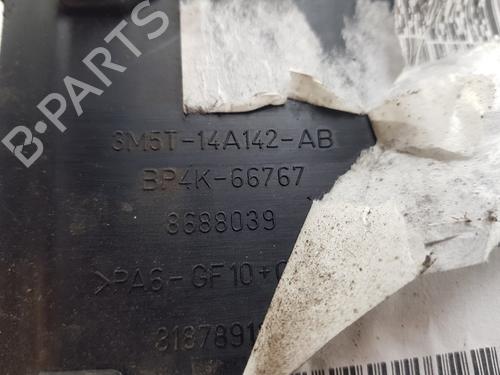 3M5T-14A142-AB
BP4K-66767
8688039
>PA6-GF10+
B-PARTS